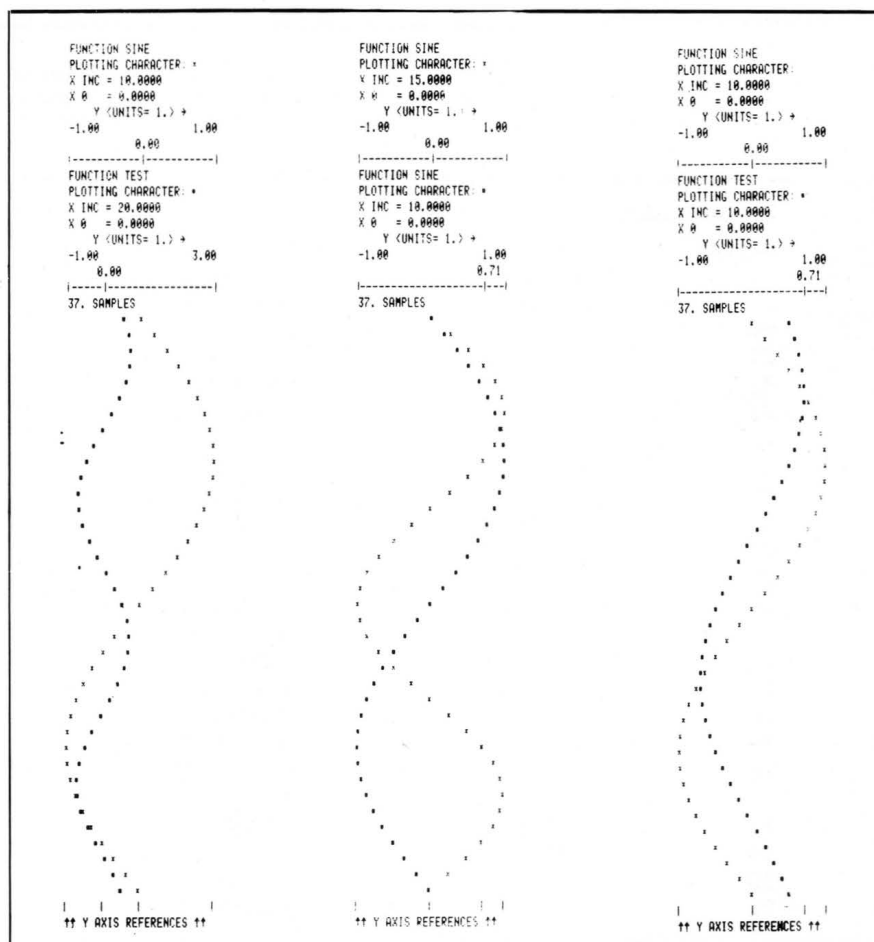 FUNCTION SINE
PLOTTING CHARACTER: *
X INC = 10.0000
X 0 = 0.0000
Y (UNITS= 1.) →
-1.00 1.00
0.00
|-----------|-----------|
FUNCTION TEST
PLOTTING CHARACTER: *
X INC = 20.0000
X 0 = 0.0000
Y (UNITS= 1.) →
-1.00 3.00
0.00
|-----|------------------|
37. SAMPLES
↑↑ Y AXIS REFERENCES ↑↑
FUNCTION SINE
PLOTTING CHARACTER: *
X INC = 15.0000
X 0 = 0.0000
Y (UNITS= 1.) →
-1.00 1.00
0.00
|-----------|-----------|
FUNCTION SINE
PLOTTING CHARACTER: *
X INC = 10.0000
X 0 = 0.0000
Y (UNITS= 1.) →
-1.00 1.00
0.71
|--------------------|---|
37. SAMPLES
↑↑ Y AXIS REFERENCES ↑↑
FUNCTION SINE
PLOTTING CHARACTER:
X INC = 10.0000
X 0 = 0.0000
Y (UNITS= 1.) →
-1.00 1.00
0.00
|-----------|-----------|
FUNCTION TEST
PLOTTING CHARACTER: *
X INC = 10.0000
X 0 = 0.0000
Y (UNITS= 1.) →
-1.00 1.00
0.71
|--------------------|---|
37. SAMPLES
↑↑ Y AXIS REFERENCES ↑↑